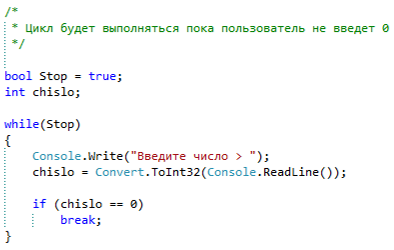 /*
 * Цикл будет выполняться пока пользователь не введет 0
 */
bool Stop = true;
int chislo;
while(Stop)
{
    Console.Write("Введите число > ");
    chislo = Convert.ToInt32(Console.ReadLine());
    if (chislo == 0)
        break;
}